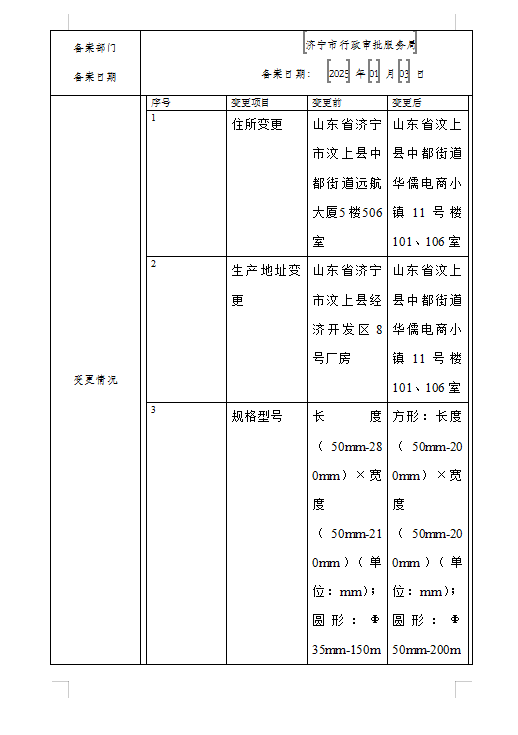 备案部门
济宁市行政审批服务局
备案日期
备案日期： 2025 年 01 月 03 日
变更情况
序号 变更项目 变更前 变更后
1
住所变更
山东省济宁
市汶上县中
都街道远航
大厦5楼506
室
山东省汶上
县中都街道
华儒电商小
镇 11 号楼
101、106室
2
生产地址变
更
山东省济宁
市汶上县经
济开发区 8
号厂房
山东省汶上
县中都街道
华儒电商小
镇 11 号楼
101、106室
3
规格型号
长度
（50mm-28
0mm）×宽
度
（50mm-21
0mm）（单
位：mm）；
圆形：Φ
35mm-150m
方形：长度
（50mm-20
0mm）×宽
度
（50mm-20
0mm）（单
位：mm）；
圆形：Φ
50mm-200m